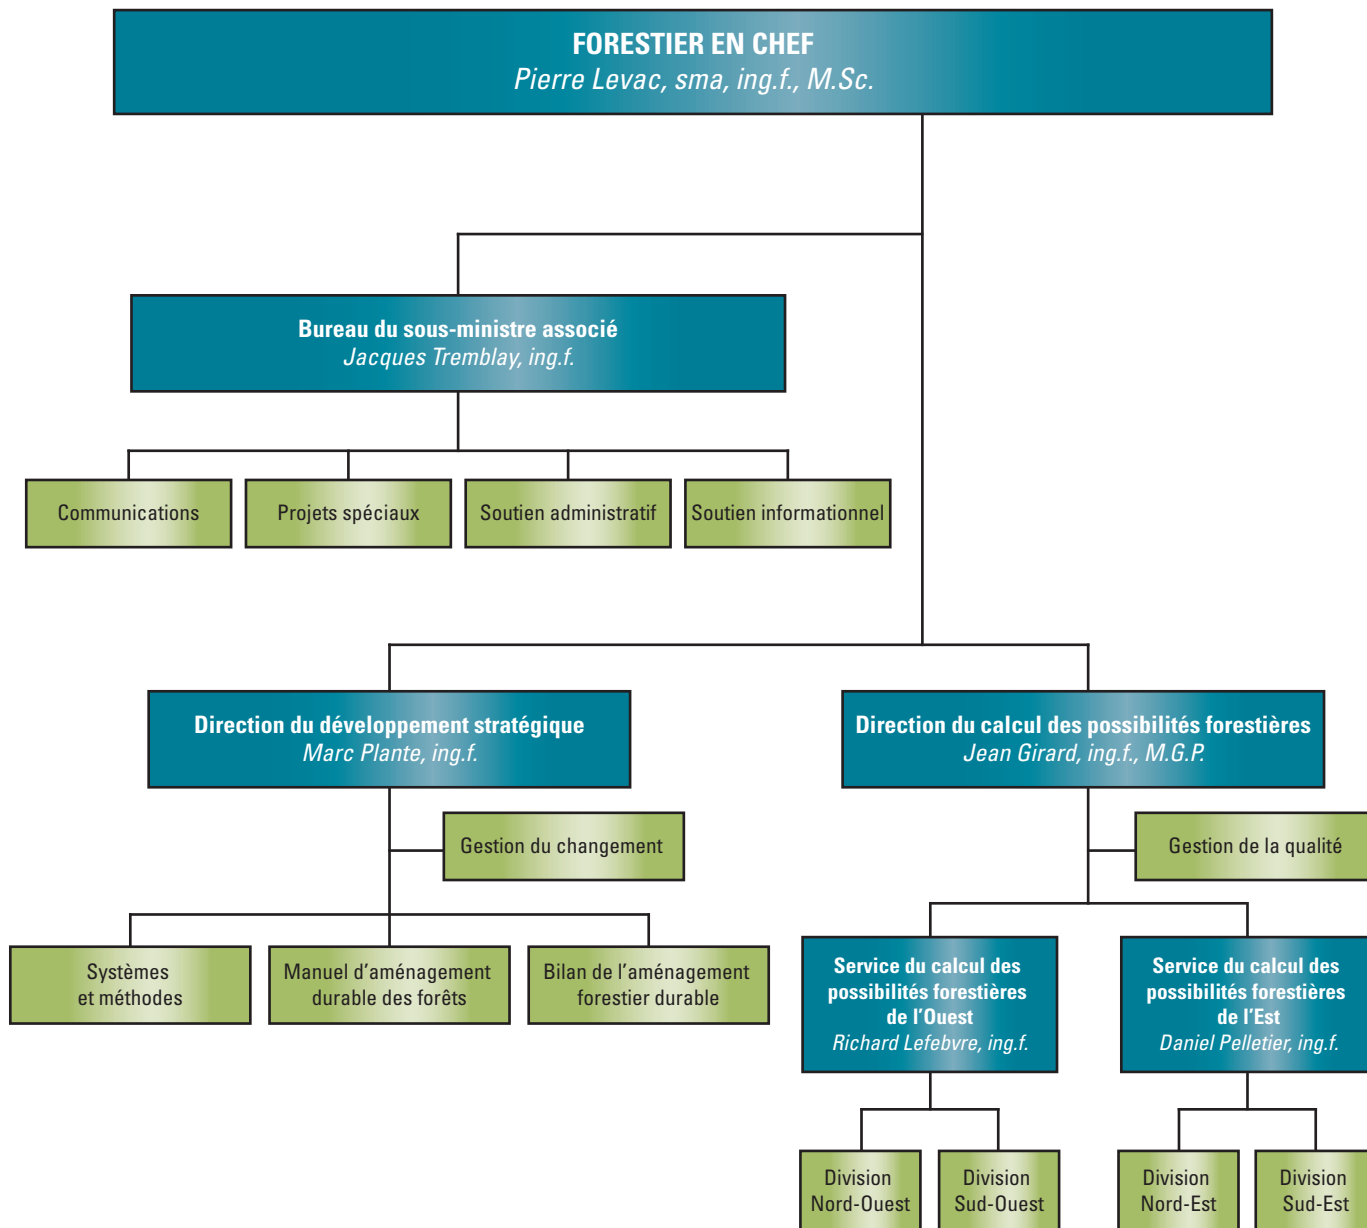 FORESTIER EN CHEF
Pierre Levac, sma, ing.f., M.Sc.
Bureau du sous-ministre associé
Jacques Tremblay, ing.f.
Communications
Projets spéciaux
Soutien administratif
Soutien informationnel
Direction du développement stratégique
Marc Plante, ing.f.
Direction du calcul des possibilités forestières
Jean Girard, ing.f., M.G.P.
Gestion du changement
Gestion de la qualité
Systèmes
et méthodes
Manuel d'aménagement
durable des forêts
Bilan de l'aménagement
forestier durable
Service du calcul des
possibilités forestières
de l'Ouest
Richard Lefebvre, ing.f.
Service du calcul des
possibilités forestières
de l'Est
Daniel Pelletier, ing.f.
Division
Nord-Ouest
Division
Sud-Ouest
Division
Nord-Est
Division
Sud-Est